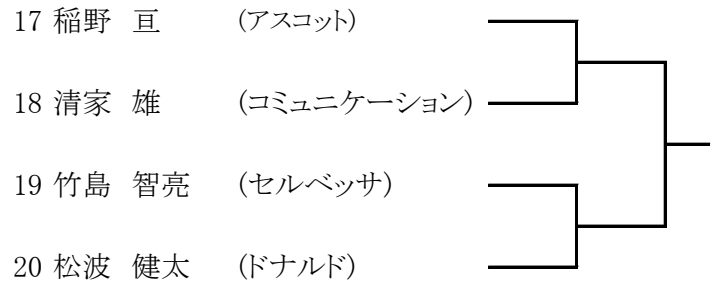 17 稲野　亘　（アスコット）
18 清家　雄　（コミュニケーション）
19 竹島　智亮　（セルベッサ）
20 松波　健太　（ドナルド）